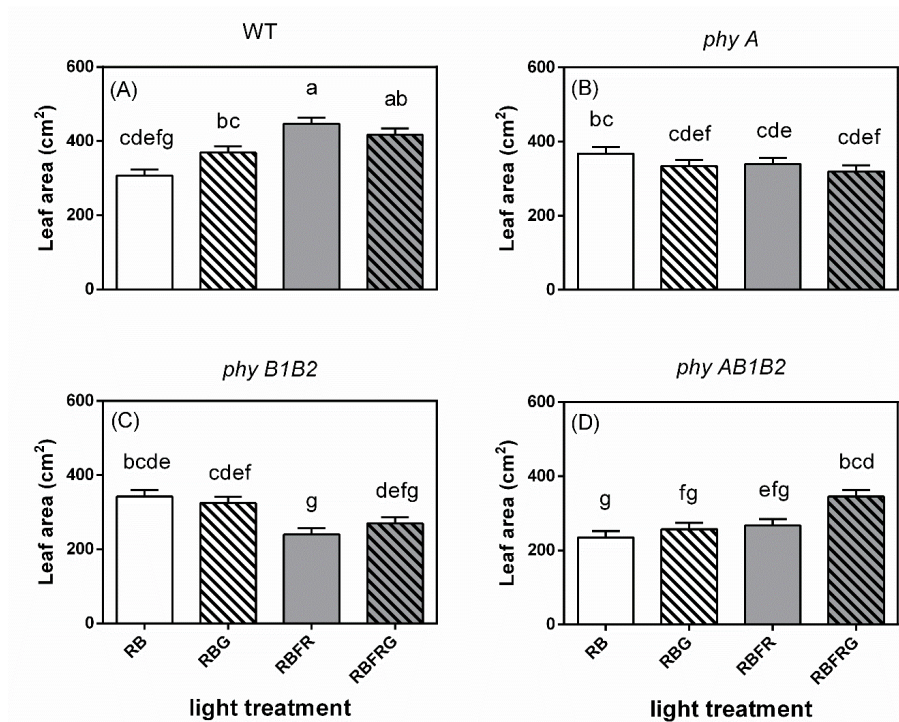 WT
(A)
Leaf area (cm²)
600
400
200
0
cdefg
bc
a
ab
phy A
(B)
Leaf area (cm²)
600
400
200
0
bc
cdef
cde
cdef
phy B1B2
(C)
Leaf area (cm²)
600
400
200
0
bcde
cdef
g
defg
RB
RBG
RBFR
RBFRG
light treatment
phy AB1B2
(D)
Leaf area (cm²)
600
400
200
0
g
fg
efg
bcd
RB
RBG
RBFR
RBFRG
light treatment